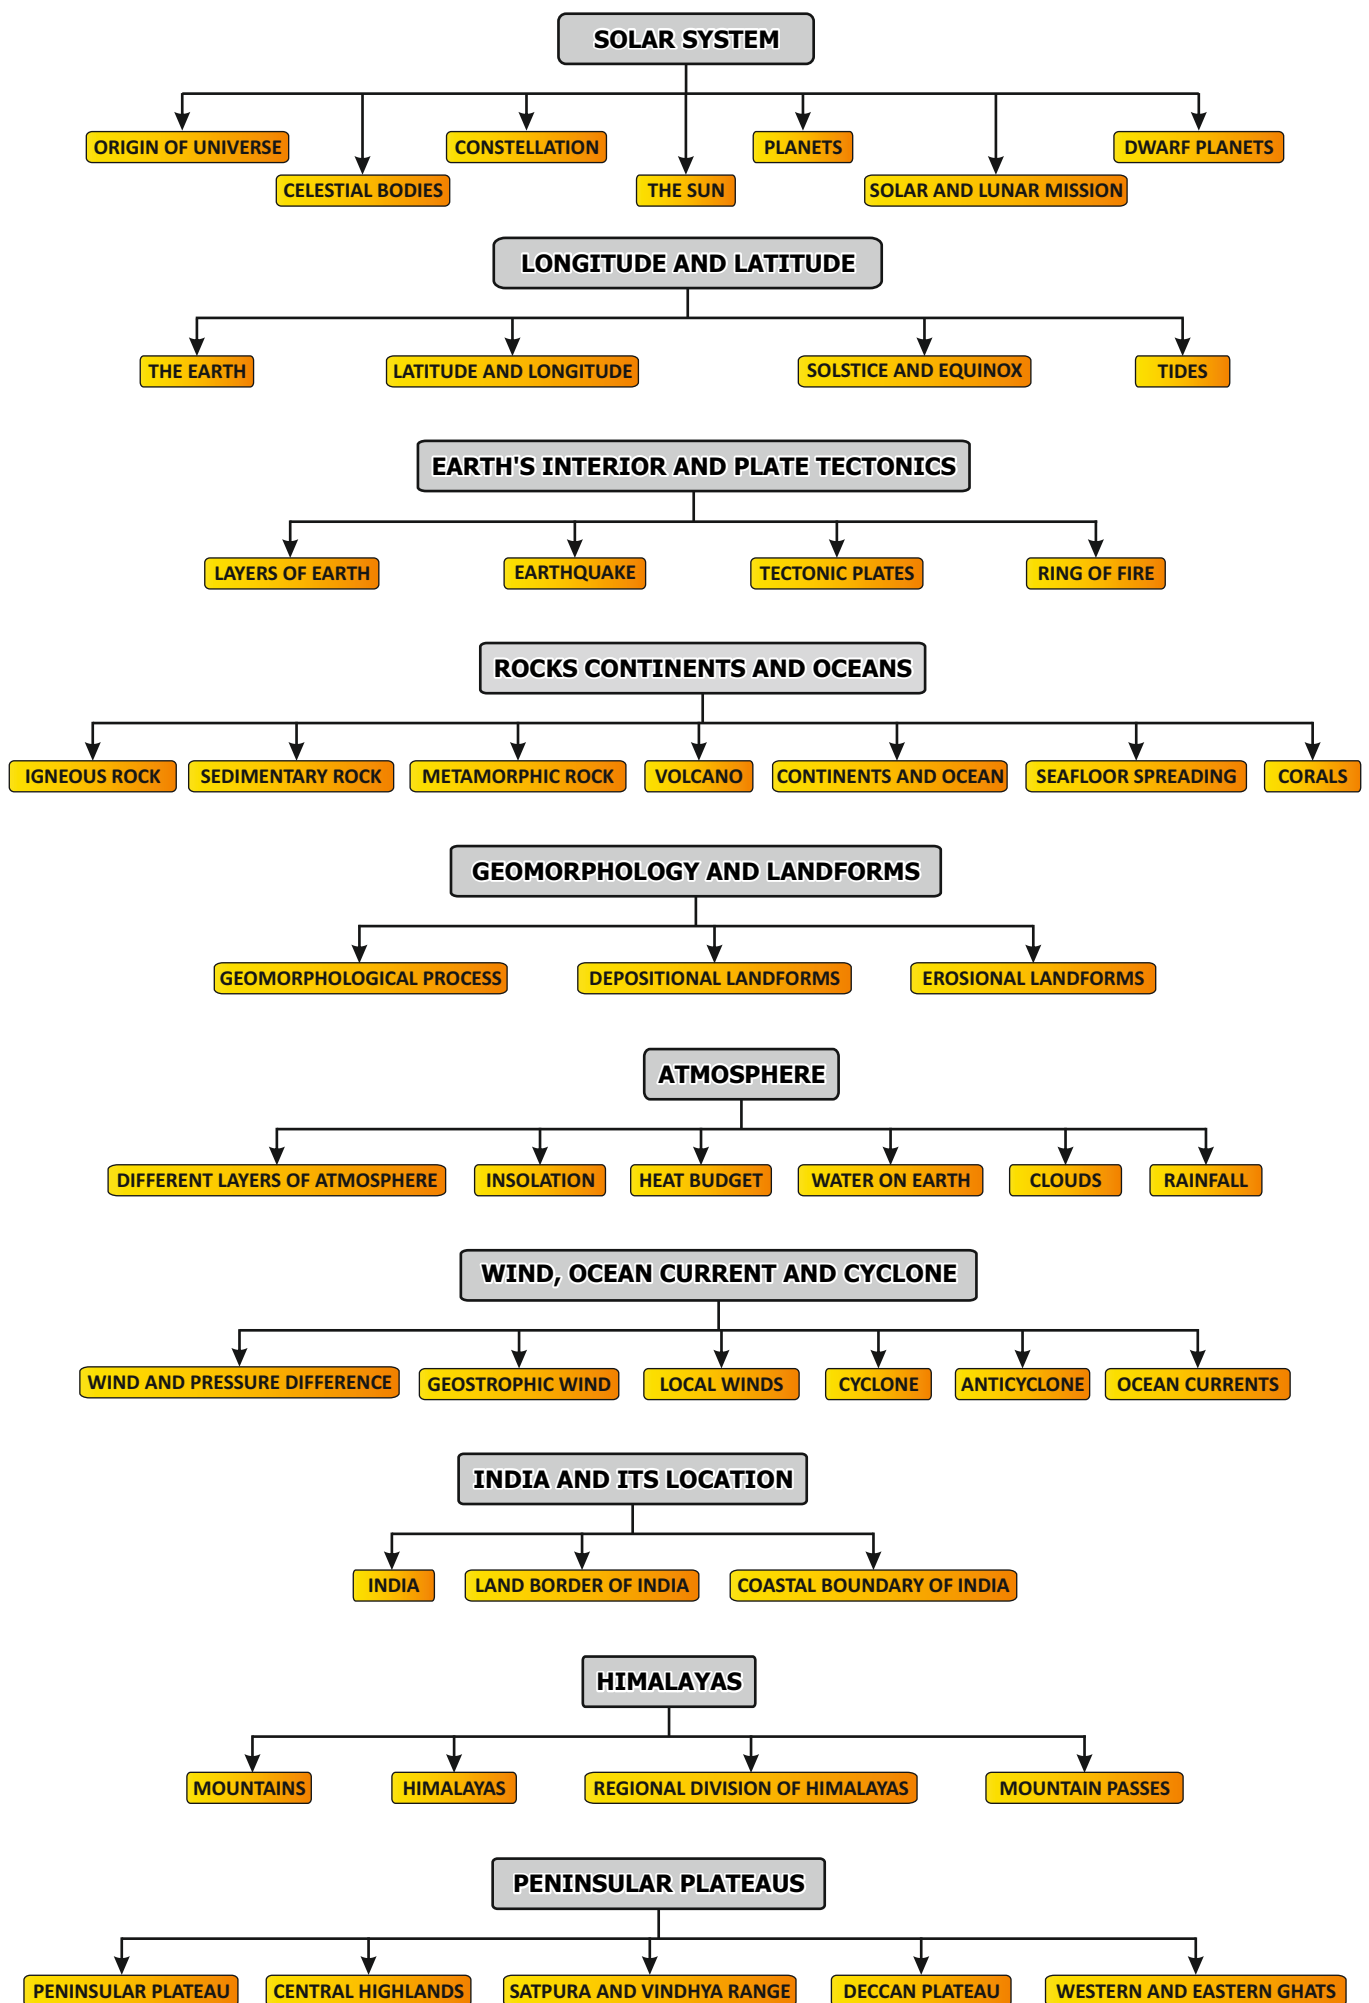 SOLAR SYSTEM
ORIGIN OF UNIVERSE
CONSTELLATION
PLANETS
DWARF PLANETS
CELESTIAL BODIES
THE SUN
SOLAR AND LUNAR MISSION
LONGITUDE AND LATITUDE
THE EARTH
LATITUDE AND LONGITUDE
SOLSTICE AND EQUINOX
TIDES
EARTH'S INTERIOR AND PLATE TECTONICS
LAYERS OF EARTH
EARTHQUAKE
TECTONIC PLATES
RING OF FIRE
ROCKS CONTINENTS AND OCEANS
IGNEOUS ROCK
SEDIMENTARY ROCK
METAMORPHIC ROCK
VOLCANO
CONTINENTS AND OCEAN
SEAFLOOR SPREADING
CORALS
GEOMORPHOLOGY AND LANDFORMS
GEOMORPHOLOGICAL PROCESS
DEPOSITIONAL LANDFORMS
EROSIONAL LANDFORMS
ATMOSPHERE
DIFFERENT LAYERS OF ATMOSPHERE
INSOLATION
HEAT BUDGET
WATER ON EARTH
CLOUDS
RAINFALL
WIND, OCEAN CURRENT AND CYCLONE
WIND AND PRESSURE DIFFERENCE
GEOSTROPHIC WIND
LOCAL WINDS
CYCLONE
ANTICYCLONE
OCEAN CURRENTS
INDIA AND ITS LOCATION
INDIA
LAND BORDER OF INDIA
COASTAL BOUNDARY OF INDIA
HIMALAYAS
MOUNTAINS
HIMALAYAS
REGIONAL DIVISION OF HIMALAYAS
MOUNTAIN PASSES
PENINSULAR PLATEAUS
PENINSULAR PLATEAU
CENTRAL HIGHLANDS
SATPURA AND VINDHYA RANGE
DECCAN PLATEAU
WESTERN AND EASTERN GHATS